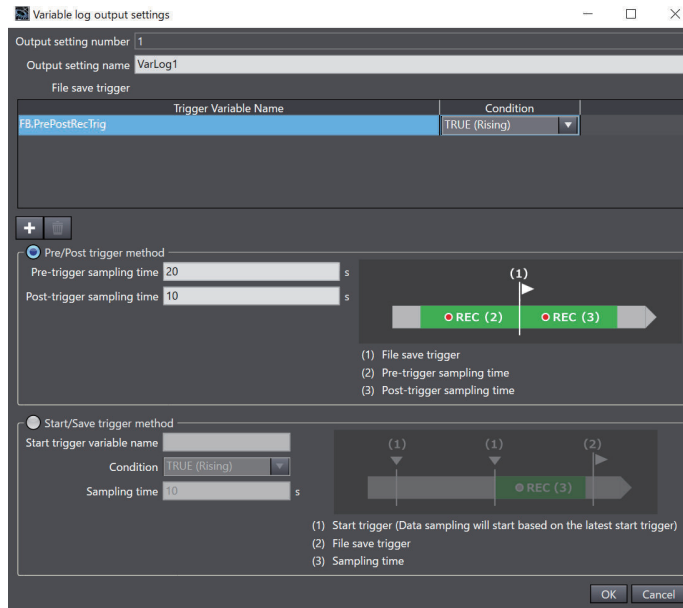 Variable log output settings
Output setting number 1
Output setting name VarLog1
File save trigger
Trigger Variable Name Condition
FB.PrePostRecTrig TRUE (Rising)
Pre/Post trigger method
Pre-trigger sampling time 20 s
Post-trigger sampling time 10 s
(1)
REC (2) REC (3)
(1) File save trigger
(2) Pre-trigger sampling time
(3) Post-trigger sampling time
Start/Save trigger method
Start trigger variable name
Condition TRUE (Rising)
Sampling time 10 s
(1) (1) (2)
REC (3)
(1) Start trigger (Data sampling will start based on the latest start trigger)
(2) File save trigger
(3) Sampling time
OK Cancel